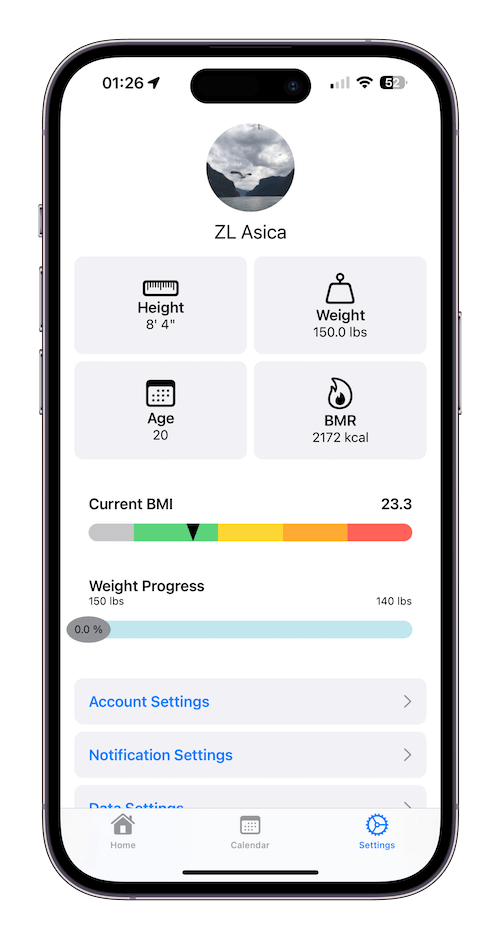 01:26
52
ZL Asica
Height
8' 4"
Weight
150.0 lbs
Age
20
BMR
2172 kcal
Current BMI
23.3
Weight Progress
150 lbs
140 lbs
0.0 %
Account Settings
Notification Settings
Data Settings
Home
Calendar
Settings